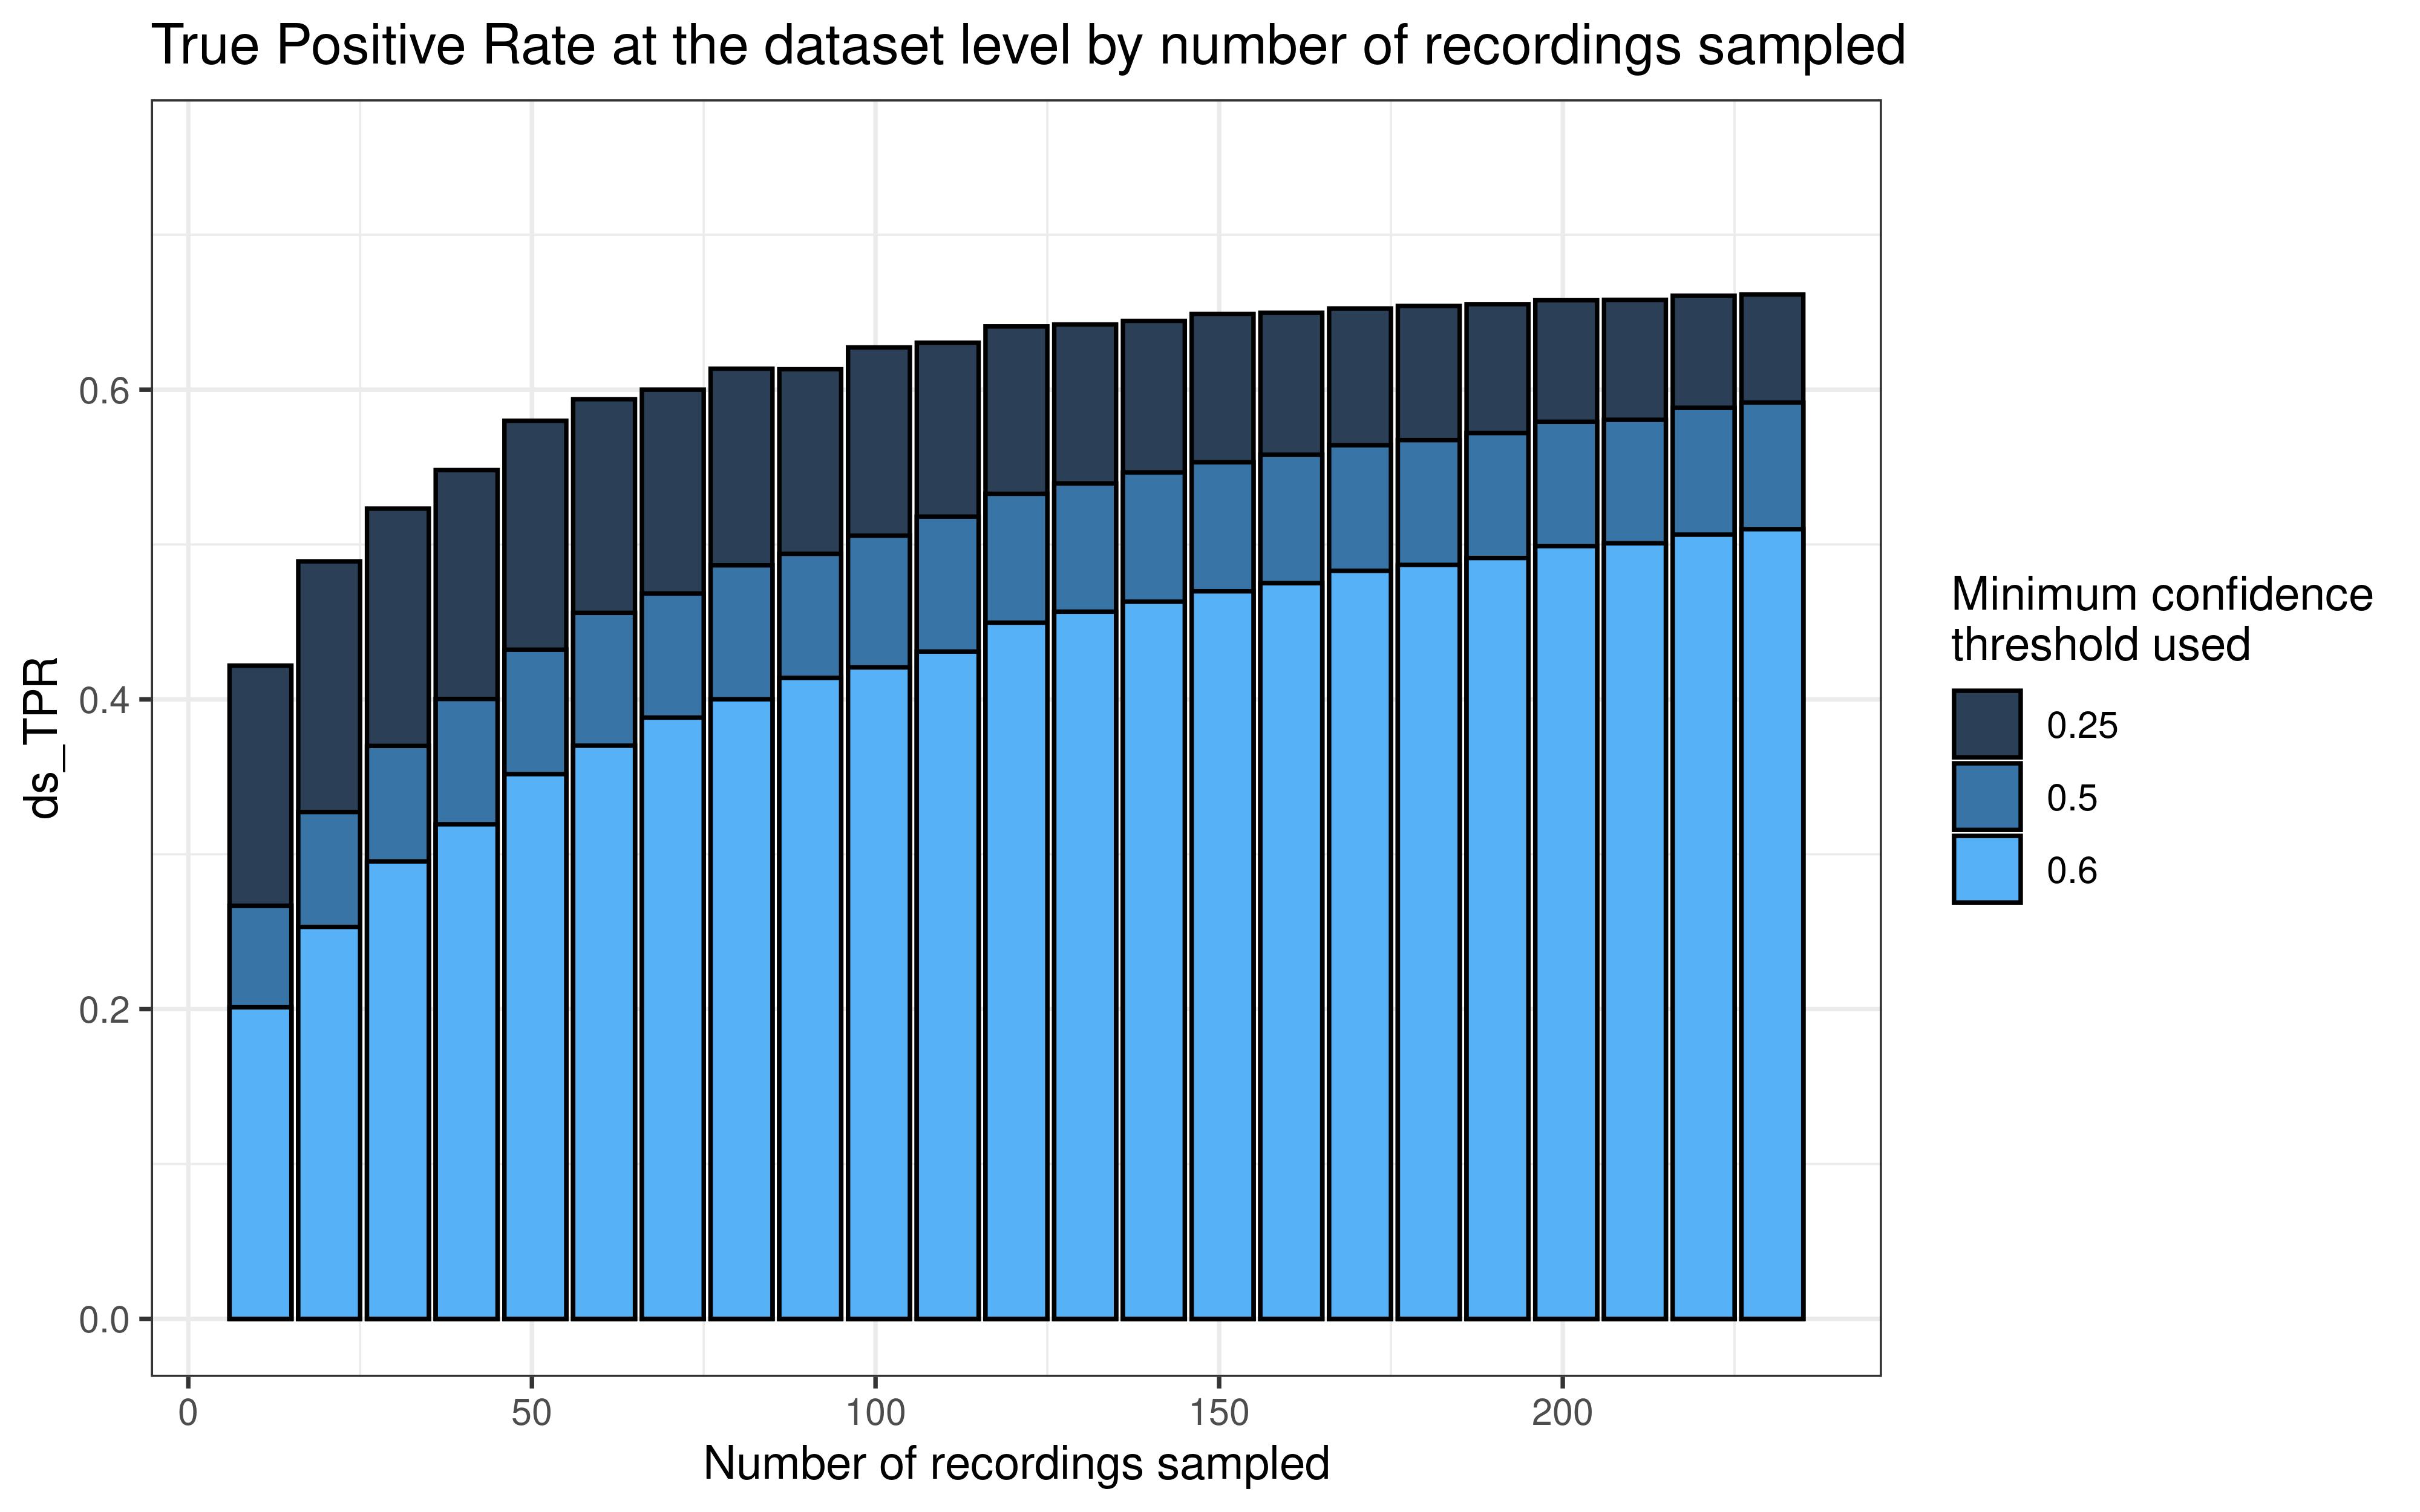 True Positive Rate at the dataset level by number of recordings sampled
ds_TPR
0.6
0.4
0.2
0.0
0
50
100
150
200
Number of recordings sampled
Minimum confidence
threshold used
0.25
0.5
0.6